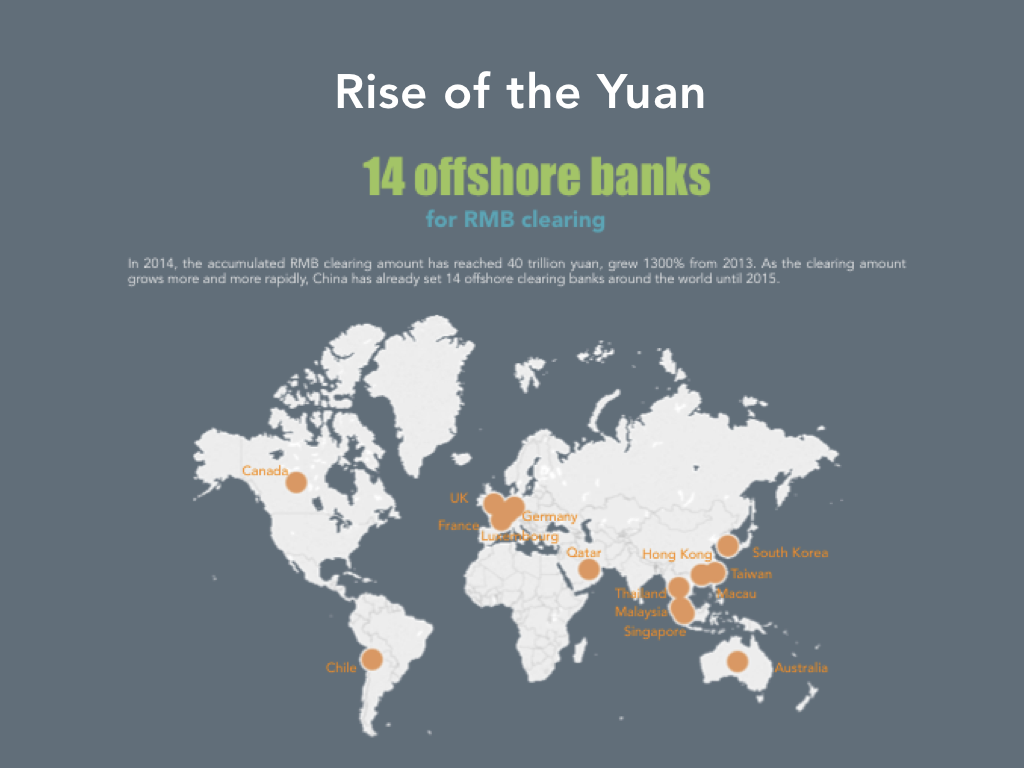 Rise of the Yuan
14 offshore banks
for RMB clearing
In 2014, the accumulated RMB clearing amount has reached 40 trillion yuan, grew 1300% from 2013. As the clearing amount
grows more and more rapidly, China has already set 14 offshore clearing banks around the world until 2015.
Canada
UK
Germany
France
Luxembourg
Qatar
Hong Kong
South Korea
Taiwan
Thailand
Macau
Malaysia
Singapore
Chile
Australia